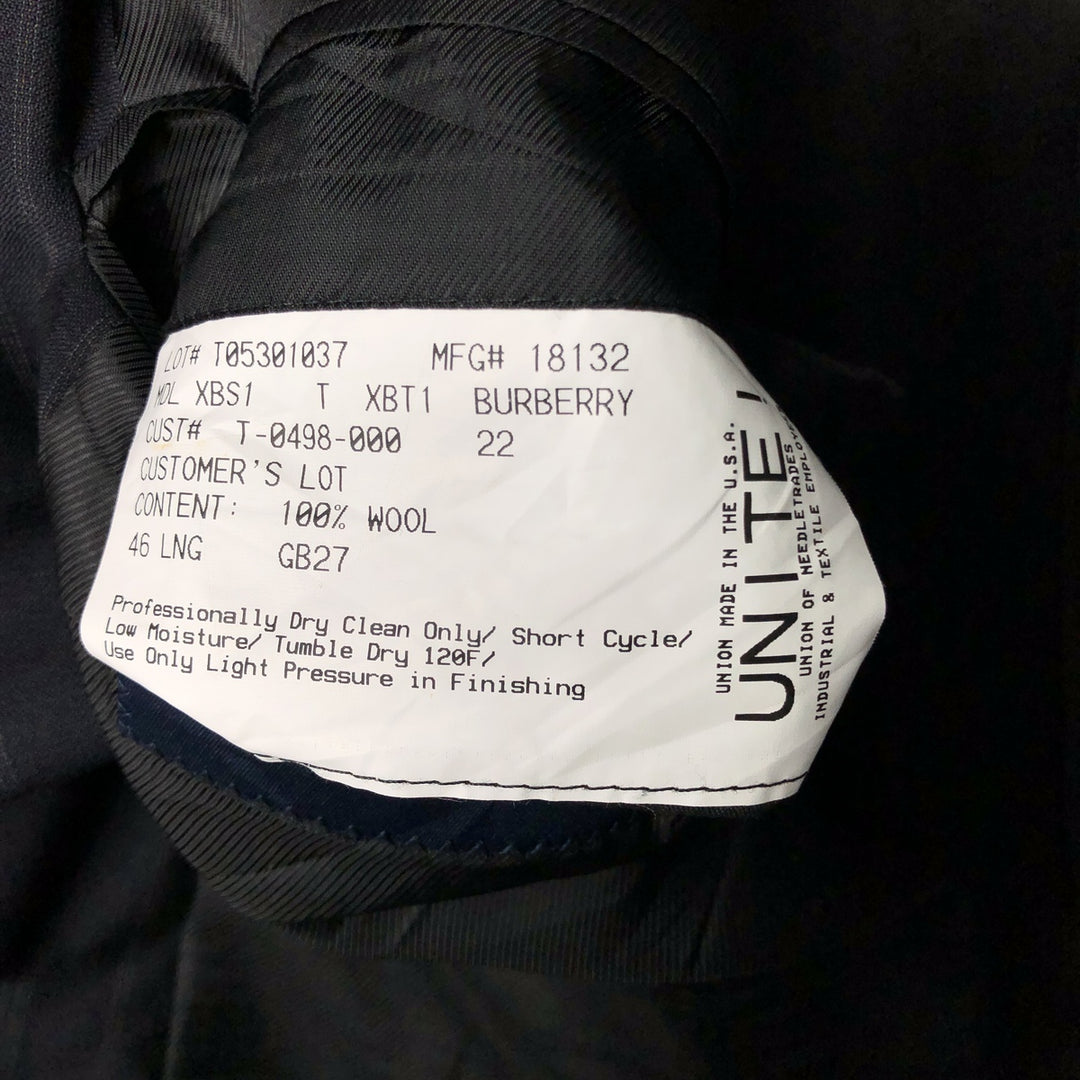 LOT# T05301037 MFG# 18132
MDL XBS1 T XBT1 BURBERRY
CUST# T-0498-000 22
CUSTOMER'S LOT
CONTENT: 100% WOOL
46 LNG GB27
Professionally Dry Clean Only/ Short Cycle/
Low Moisture/ Tumble Dry 120F/
Use Only Light Pressure in Finishing
UNION MADE IN THE U.S.A.
UNITE!
UNION OF NEEDLETRADES
INDUSTRIAL & TEXTILE